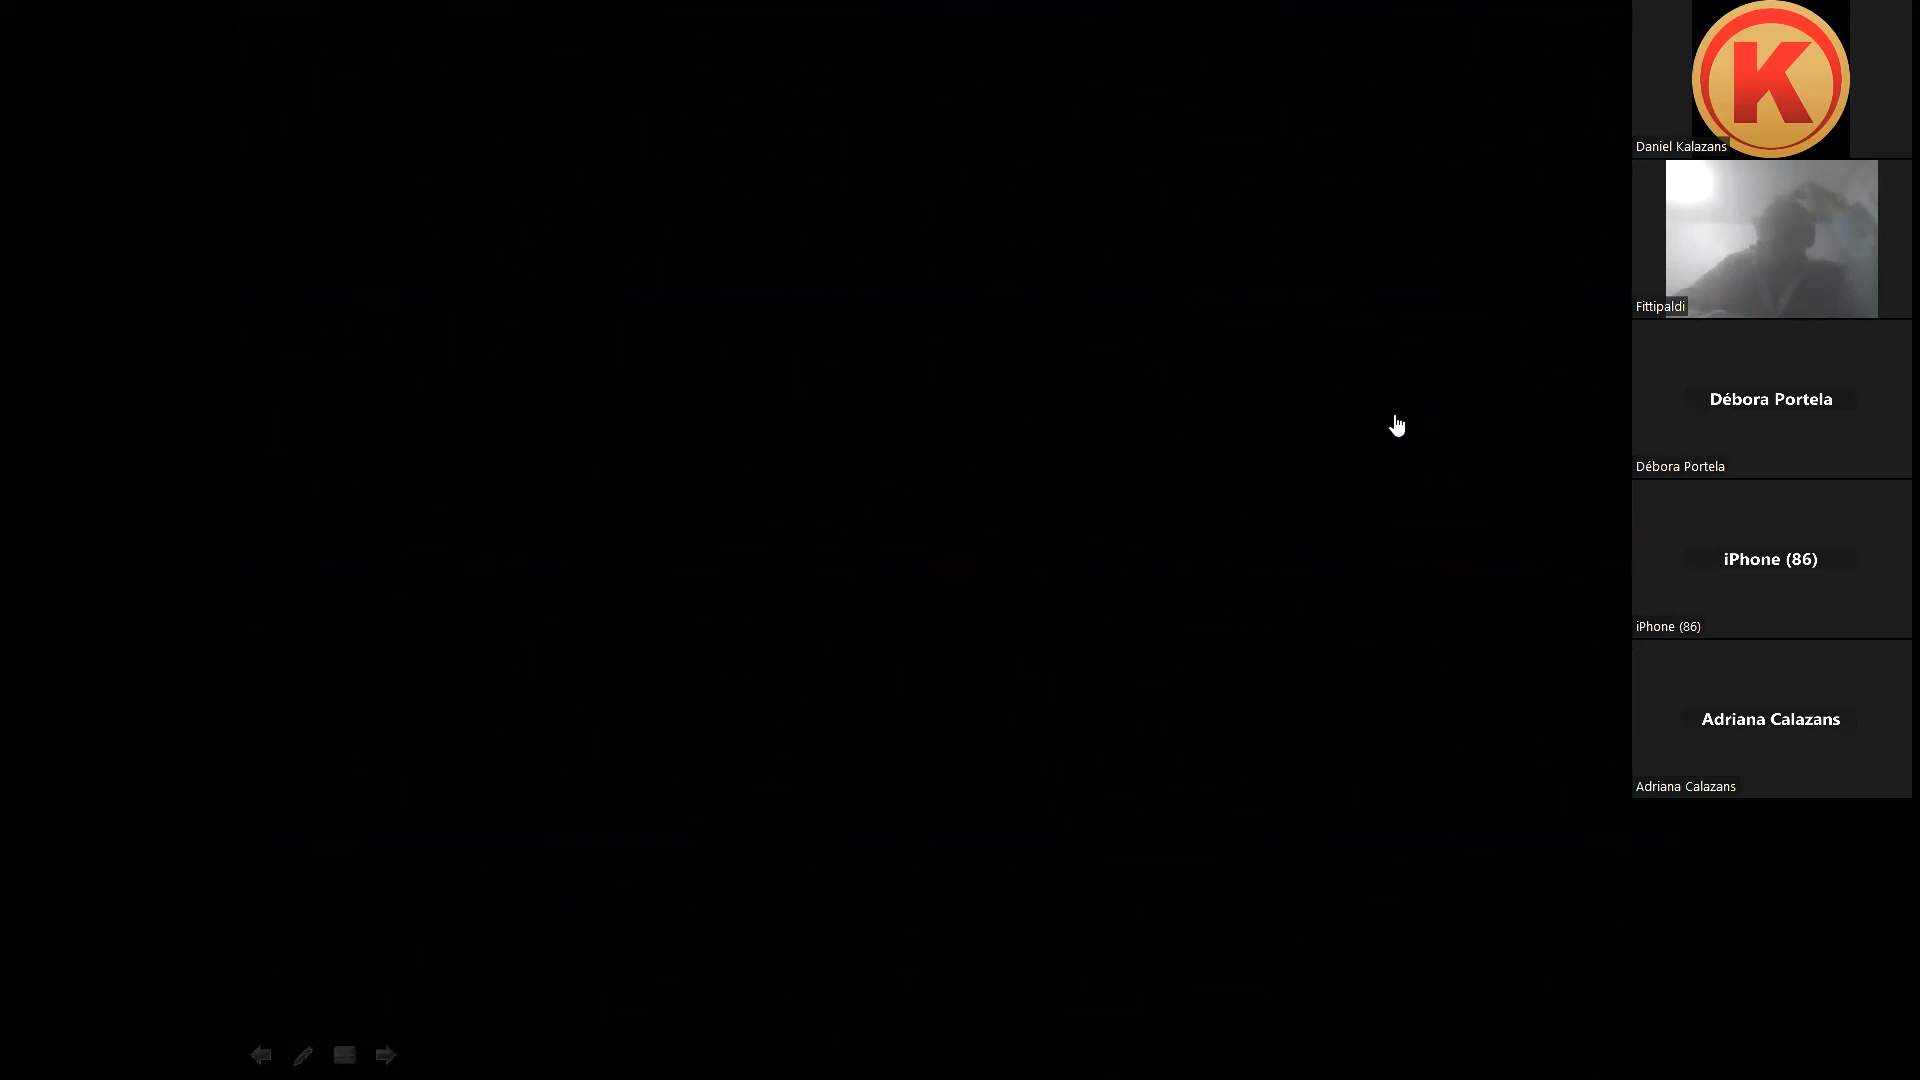 K
Daniel Kalazans
Fittipaldi
Débora Portela
Débora Portela
iPhone (86)
iPhone (86)
Adriana Calazans
Adriana Calazans